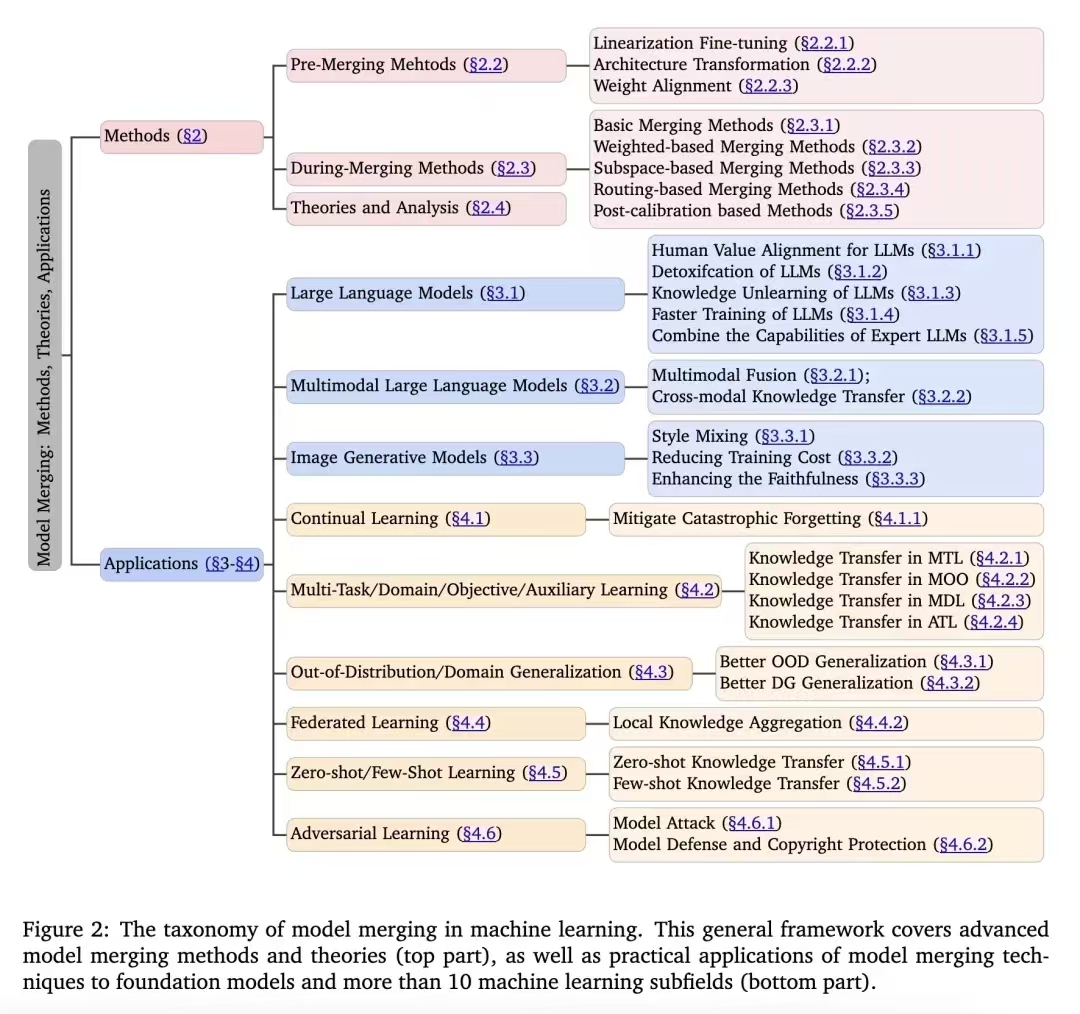 Model Merging: Methods, Theories, Applications
Methods (§2)
Pre-Merging Mehtods (§2.2)
Linearization Fine-tuning (§2.2.1)
Architecture Transformation (§2.2.2)
Weight Alignment (§2.2.3)
During-Merging Methods (§2.3)
Basic Merging Methods (§2.3.1)
Weighted-based Merging Methods (§2.3.2)
Subspace-based Merging Methods (§2.3.3)
Routing-based Merging Methods (§2.3.4)
Post-calibration based Methods (§2.3.5)
Theories and Analysis (§2.4)
Applications (§3-§4)
Large Language Models (§3.1)
Human Value Alignment for LLMs (§3.1.1)
Detoxifcation of LLMs (§3.1.2)
Knowledge Unlearning of LLMs (§3.1.3)
Faster Training of LLMs (§3.1.4)
Combine the Capabilities of Expert LLMs (§3.1.5)
Multimodal Large Language Models (§3.2)
Multimodal Fusion (§3.2.1);
Cross-modal Knowledge Transfer (§3.2.2)
Image Generative Models (§3.3)
Style Mixing (§3.3.1)
Reducing Training Cost (§3.3.2)
Enhancing the Faithfulness (§3.3.3)
Continual Learning (§4.1)
Mitigate Catastrophic Forgetting (§4.1.1)
Multi-Task/Domain/Objective/Auxiliary Learning (§4.2)
Knowledge Transfer in MTL (§4.2.1)
Knowledge Transfer in MOO (§4.2.2)
Knowledge Transfer in MDL (§4.2.3)
Knowledge Transfer in ATL (§4.2.4)
Out-of-Distribution/Domain Generalization (§4.3)
Better OOD Generalization (§4.3.1)
Better DG Generalization (§4.3.2)
Federated Learning (§4.4)
Local Knowledge Aggregation (§4.4.2)
Zero-shot/Few-Shot Learning (§4.5)
Zero-shot Knowledge Transfer (§4.5.1)
Few-shot Knowledge Transfer (§4.5.2)
Adversarial Learning (§4.6)
Model Attack (§4.6.1)
Model Defense and Copyright Protection (§4.6.2)
Figure 2: The taxonomy of model merging in machine learning. This general framework covers advanced
model merging methods and theories (top part), as well as practical applications of model merging tech-
niques to foundation models and more than 10 machine learning subfields (bottom part).